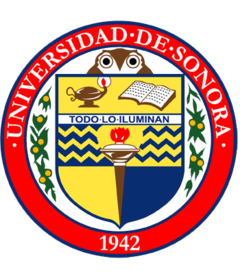 ·UNIVERSIDAD·DE·SONORA·
TODO·LO·ILUMINAN
1942